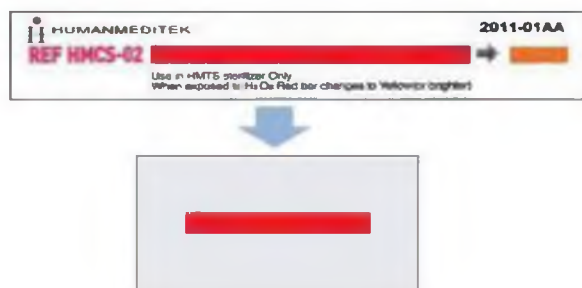 HUMANMEDITEK 2011-01AA
REF HMCS-02
Use in HMTS sterilizer Only
When exposed to H₂O₂ Red bar changes to Yellow(or brighter)